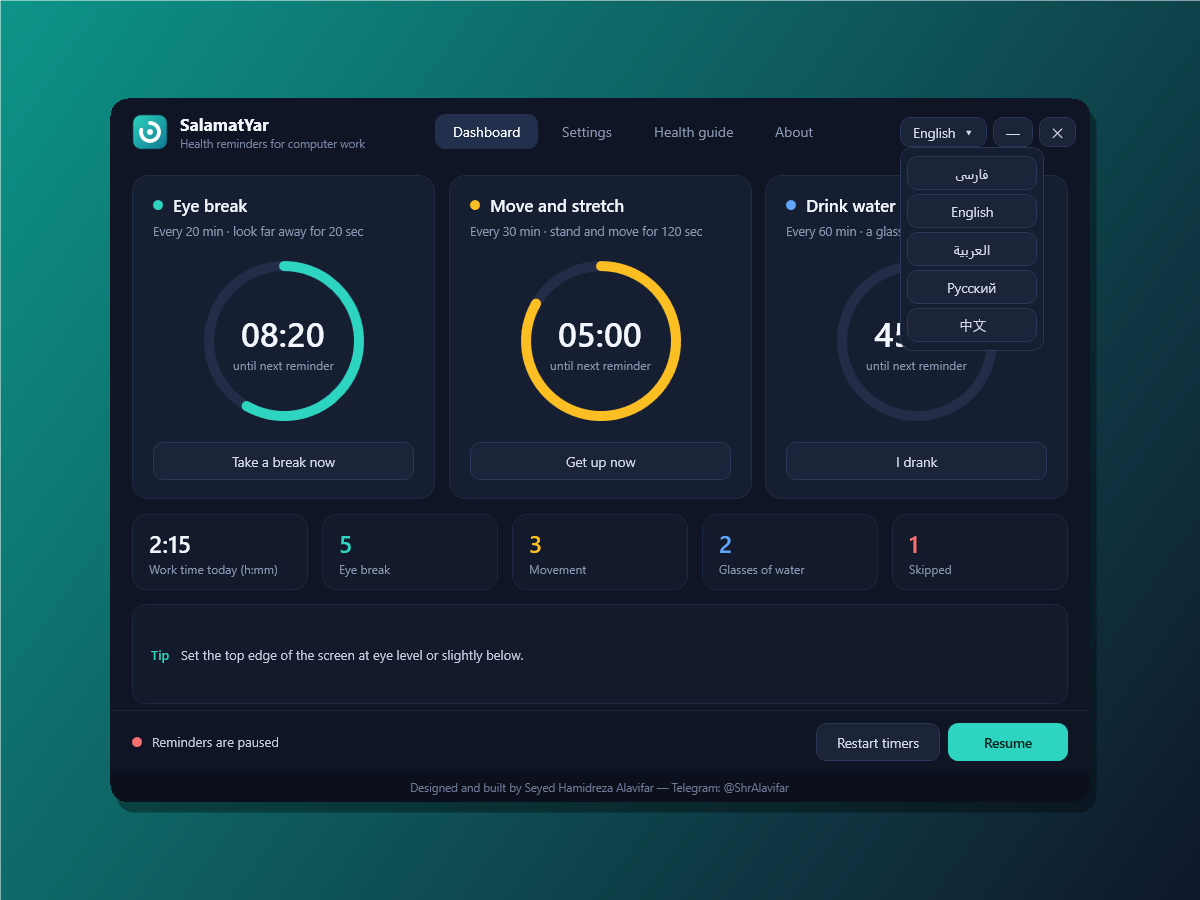 SalamatYar
Health reminders for computer work
Dashboard
Settings
Health guide
About
English
فارسی
English
العربية
Русский
中文
Eye break
Every 20 min · look far away for 20 sec
08:20
until next reminder
Take a break now
Move and stretch
Every 30 min · stand and move for 120 sec
05:00
until next reminder
Get up now
Drink water
Every 60 min · a
until next reminder
I drank
2:15
Work time today (h:mm)
5
Eye break
3
Movement
2
Glasses of water
1
Skipped
Tip Set the top edge of the screen at eye level or slightly below.
Reminders are paused
Restart timers
Resume
Designed and built by Seyed Hamidreza Alavifar — Telegram: @ShrAlavifar